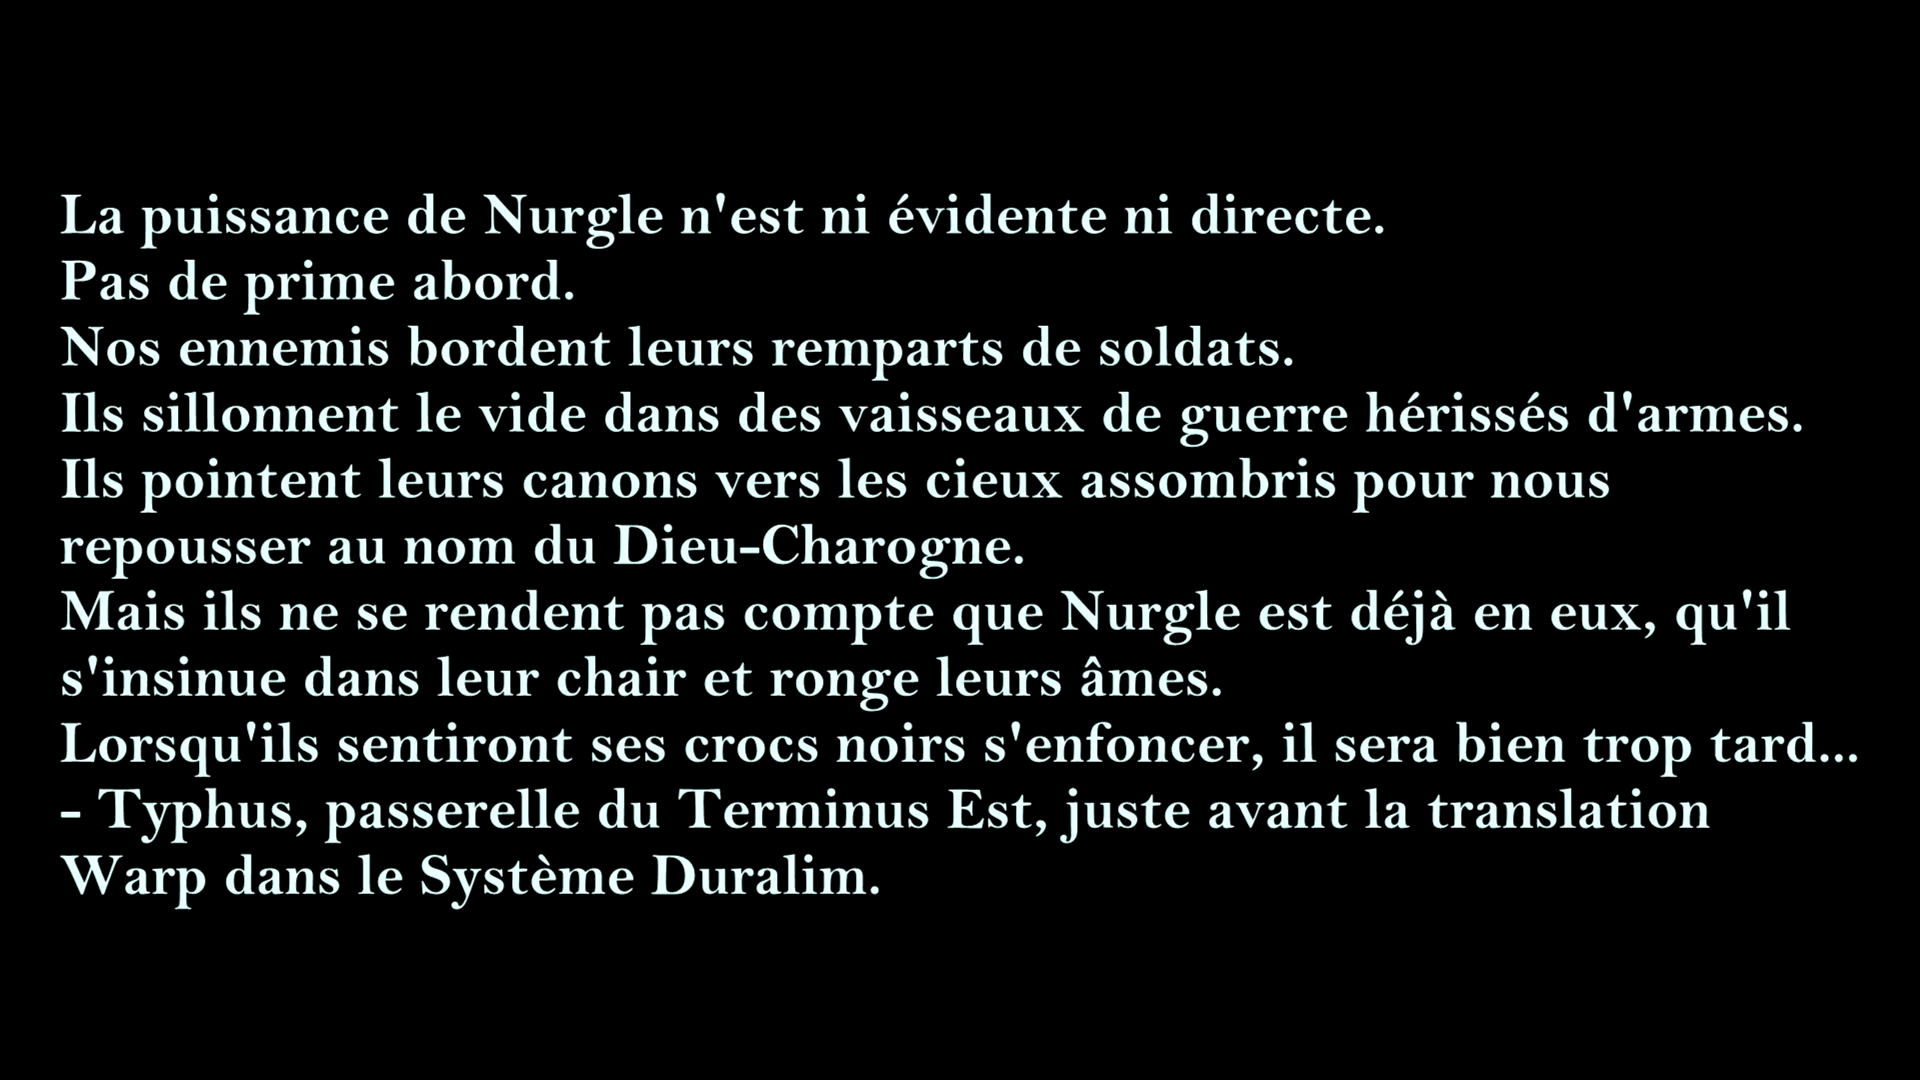 La puissance de Nurgle n'est ni évidente ni directe.
Pas de prime abord.
Nos ennemis bordent leurs remparts de soldats.
Ils sillonnent le vide dans des vaisseaux de guerre hérissés d'armes.
Ils pointent leurs canons vers les cieux assombris pour nous
repousser au nom du Dieu-Charogne.
Mais ils ne se rendent pas compte que Nurgle est déjà en eux, qu'il
s'insinue dans leur chair et ronge leurs âmes.
Lorsqu'ils sentiront ses crocs noirs s'enfoncer, il sera bien trop tard...
- Typhus, passerelle du Terminus Est, juste avant la translation
Warp dans le Système Duralim.